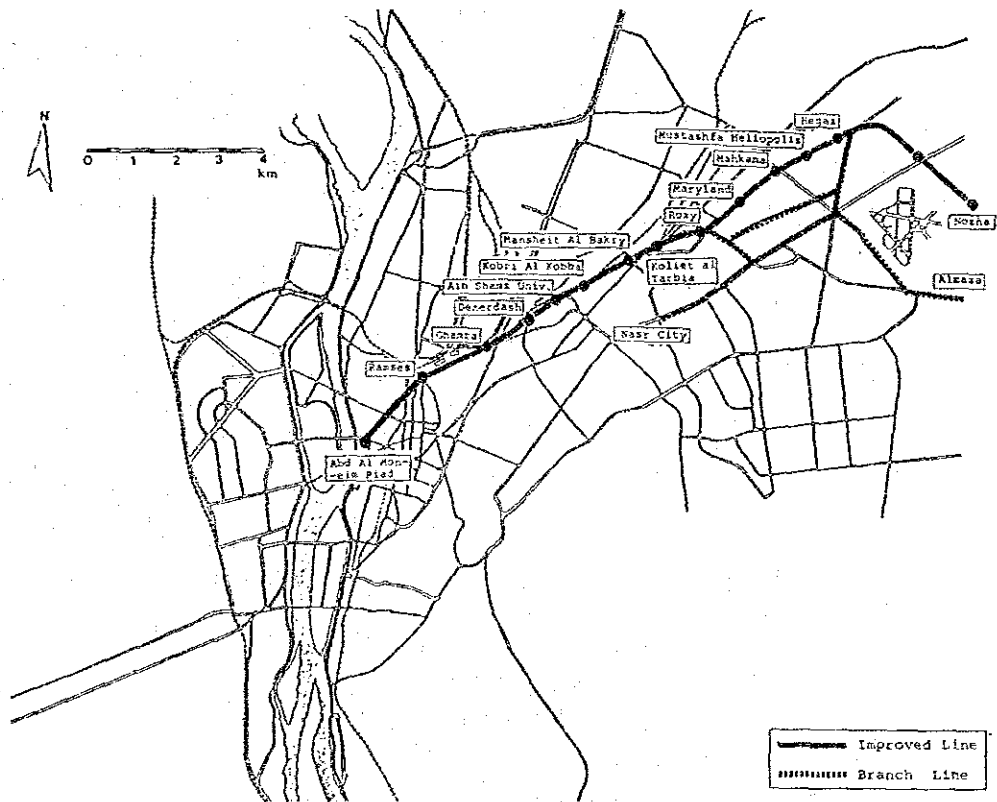 N
0 1 2 3 4
km
Hegaz
Mustashfa Heliopolis
Mahkama
Maryland
Roxy
Nozha
Mansheit Al Bakry
Kobri Al Kobba
Koliet al
Tarbia
Ain Shams Univ.
Almaza
Demerdash
Ghamra
Nasr City
Ramses
Abd Al Mon-
-eim Riad
Improved Line
Branch Line